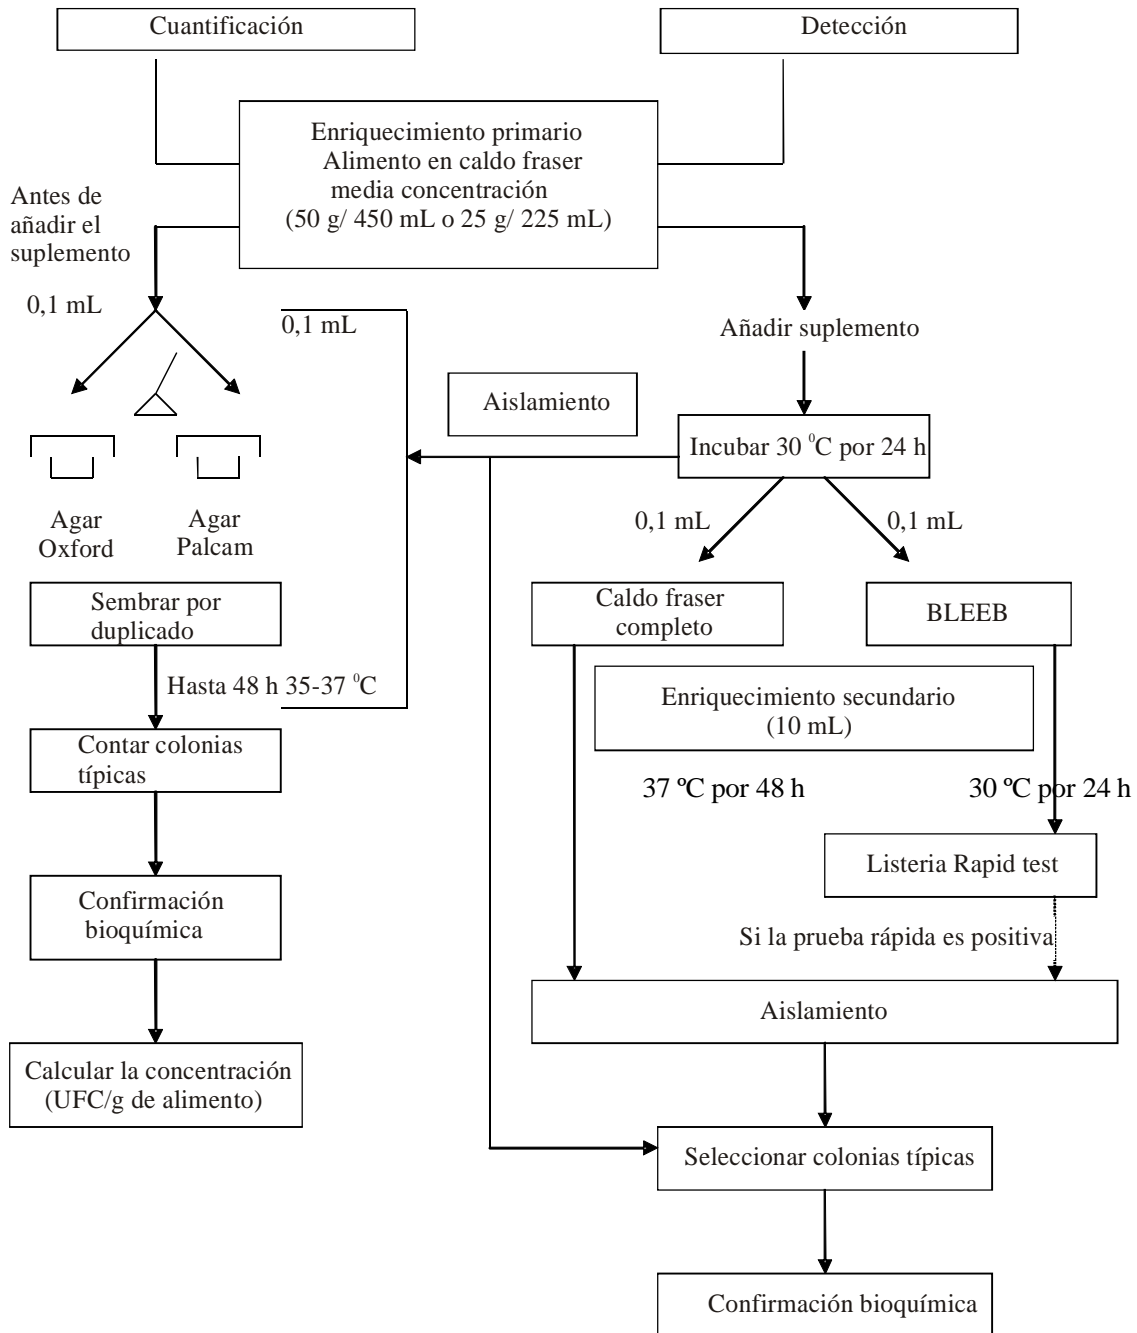 Cuantificación
Detección
Enriquecimiento primario
Alimento en caldo fraser
media concentración
(50 g/ 450 mL o 25 g/ 225 mL)
Antes de
añadir el
suplemento
0,1 mL
0,1 mL
Añadir suplemento
Aislamiento
Incubar 30 ⁰C por 24 h
0,1 mL
0,1 mL
Agar
Oxford
Agar
Palcam
Caldo fraser
completo
BLEEB
Sembrar por
duplicado
Hasta 48 h 35-37 ⁰C
Enriquecimiento secundario
(10 mL)
Contar colonias
típicas
37 ºC por 48 h
30 ºC por 24 h
Listeria Rapid test
Confirmación
bioquímica
Si la prueba rápida es positiva
Aislamiento
Calcular la concentración
(UFC/g de alimento)
Seleccionar colonias típicas
Confirmación bioquímica